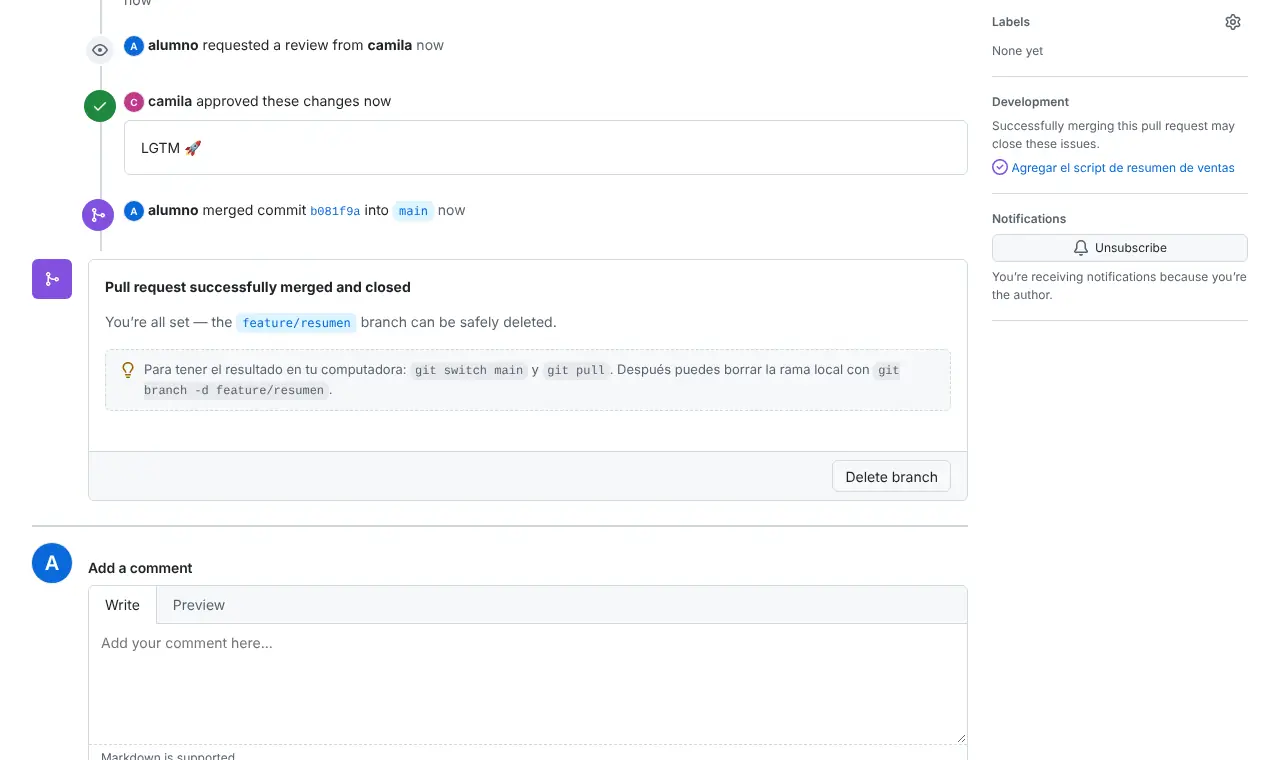 now
A alumno requested a review from camila now
C camila approved these changes now
LGTM 🚀
A alumno merged commit b081f9a into main now
Pull request successfully merged and closed
You're all set — the feature/resumen branch can be safely deleted.
Para tener el resultado en tu computadora: git switch main y git pull. Después puedes borrar la rama local con git
branch -d feature/resumen.
Delete branch
A
Add a comment
Write Preview
Add your comment here...
Markdown is supported
Labels
None yet
Development
Successfully merging this pull request may
close these issues.
Agregar el script de resumen de ventas
Notifications
Unsubscribe
You're receiving notifications because you're
the author.